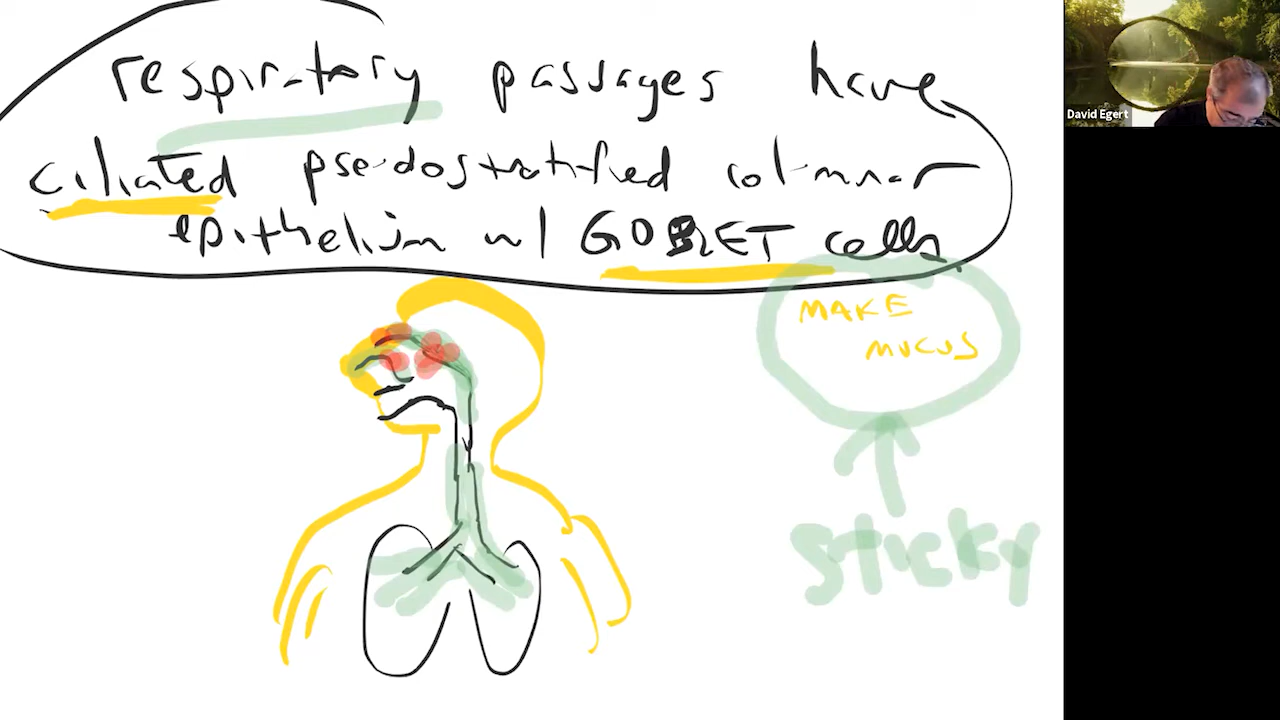 respiratory passages have
ciliated pseudostratified columnar
epithelium w/ GOBLET cells
MAKE
MUCUS
sticky
David Egert